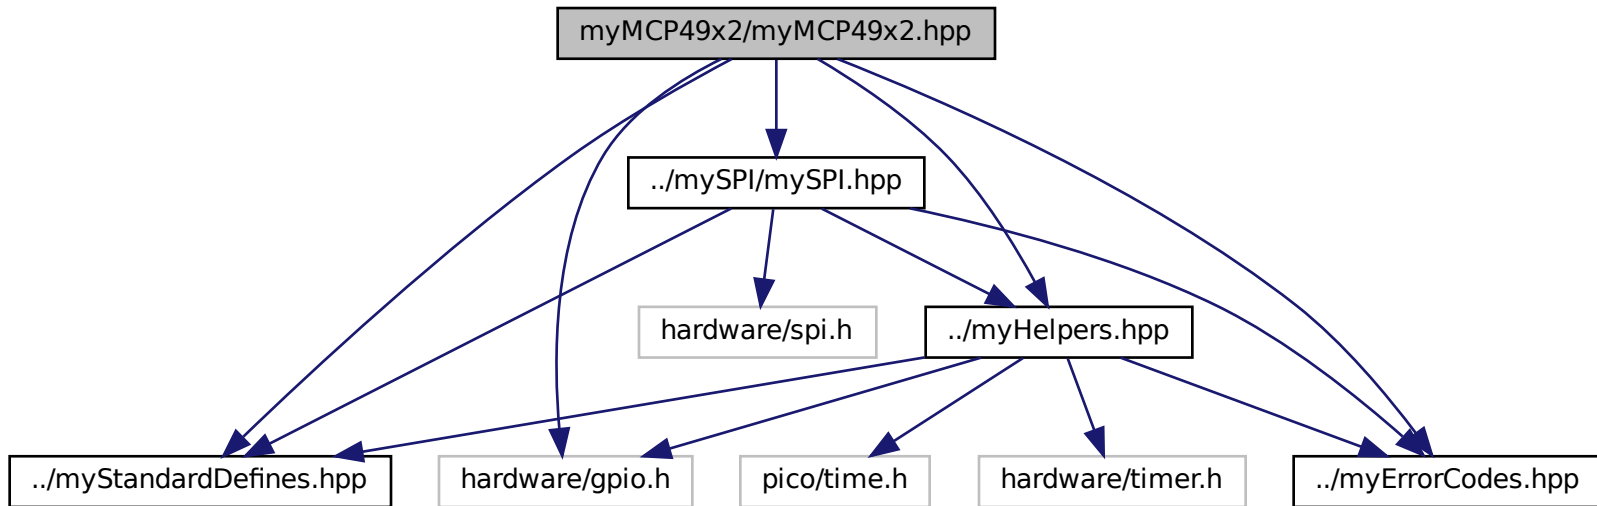 myMCP49x2/myMCP49x2.hpp
../mySPI/mySPI.hpp
hardware/spi.h
../myHelpers.hpp
../myStandardDefines.hpp
hardware/gpio.h
pico/time.h
hardware/timer.h
../myErrorCodes.hpp